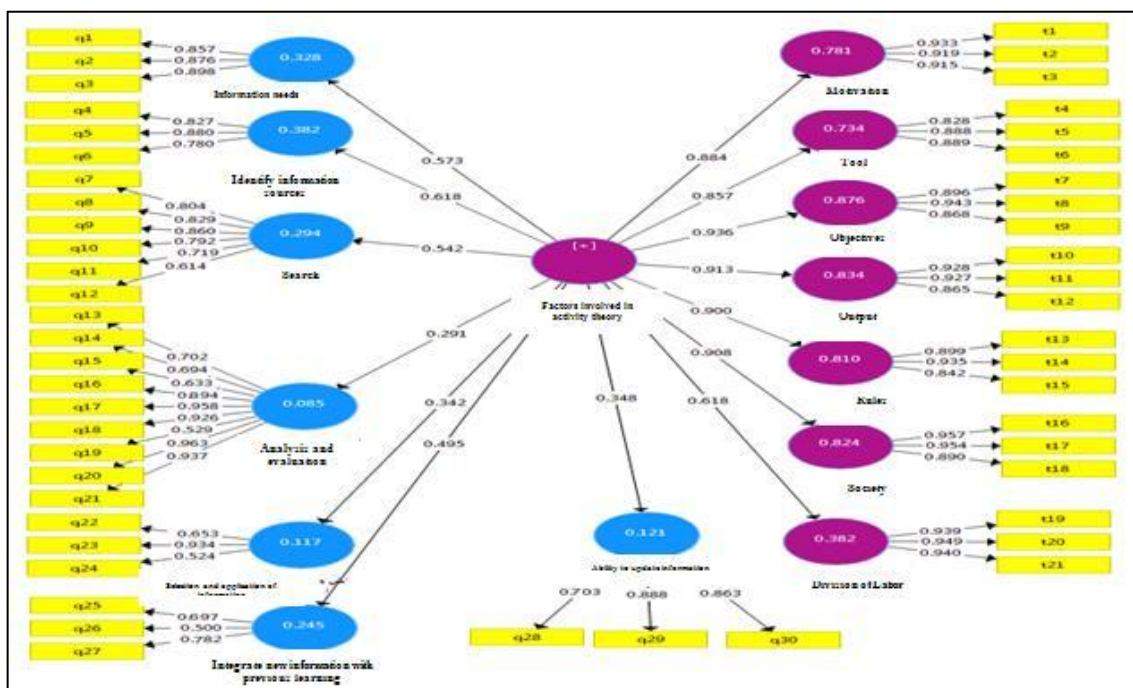 q1
q2
q3
0.857
0.876
0.898
0.328
Information needs
q4
q5
q6
0.827
0.880
0.780
0.382
Identify information
sources
q7
q8
q9
q10
q11
q12
0.804
0.829
0.860
0.792
0.719
0.614
0.294
Search
q13
q14
q15
q16
q17
q18
q19
q20
q21
0.702
0.694
0.633
0.894
0.958
0.926
0.529
0.963
0.937
0.085
Analysis and
evaluation
q22
q23
q24
0.653
0.934
0.524
0.117
Selection and application of
information
q25
q26
q27
0.697
0.500
0.782
0.245
Integrate new information with
previous learning
0.573
0.618
0.542
0.291
0.342
0.495
0.348
[+]
Factors involved in
activity theory
0.121
Ability to update information
0.703
0.888
0.863
q28
q29
q30
0.884
0.857
0.936
0.913
0.900
0.908
0.618
0.781
Motivation
0.933
0.919
0.915
t1
t2
t3
0.734
Tool
0.828
0.888
0.889
t4
t5
t6
0.876
Objectives
0.896
0.943
0.868
t7
t8
t9
0.834
Output
0.928
0.927
0.865
t10
t11
t12
0.810
Rules
0.899
0.935
0.842
t13
t14
t15
0.824
Society
0.957
0.954
0.890
t16
t17
t18
0.382
Division of Labor
0.939
0.949
0.940
t19
t20
t21